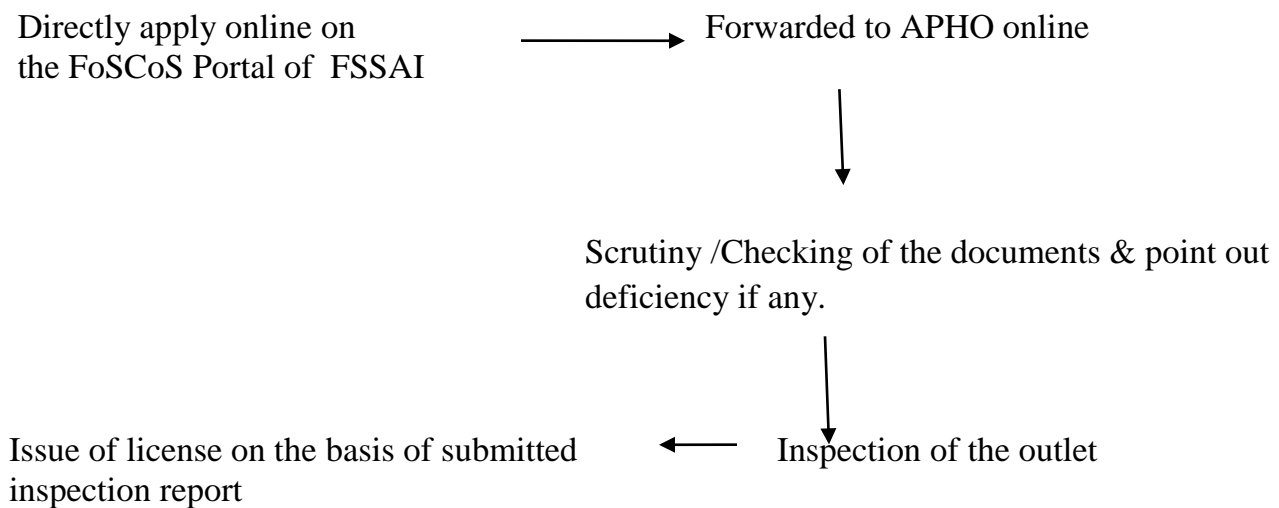 Directly apply online on
the FoSCoS Portal of FSSAI
Forwarded to APHO online
Scrutiny /Checking of the documents & point out
deficiency if any.
Inspection of the outlet
Issue of license on the basis of submitted
inspection report